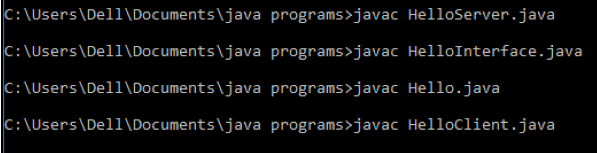 C:\Users\Dell\Documents\java programs>javac HelloServer.java
C:\Users\Dell\Documents\java programs>javac HelloInterface.java
C:\Users\Dell\Documents\java programs>javac Hello.java
C:\Users\Dell\Documents\java programs>javac HelloClient.java